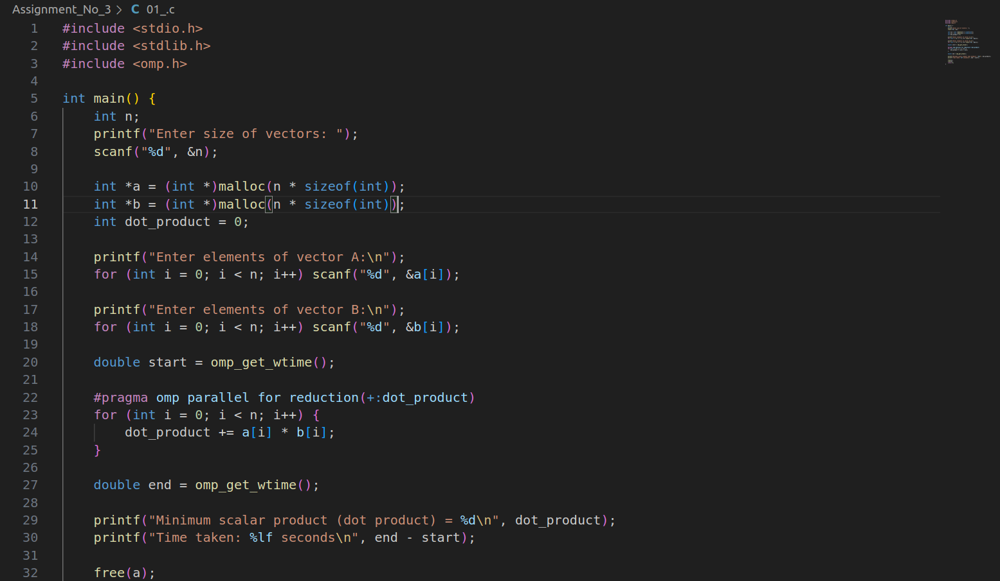 Assignment_No_3 > C 01_.c
1 #include <stdio.h>
2 #include <stdlib.h>
3 #include <omp.h>
4
5 int main() {
6     int n;
7     printf("Enter size of vectors: ");
8     scanf("%d", &n);
9
10     int *a = (int *)malloc(n * sizeof(int));
11     int *b = (int *)malloc(n * sizeof(int));
12     int dot_product = 0;
13
14     printf("Enter elements of vector A:\n");
15     for (int i = 0; i < n; i++) scanf("%d", &a[i]);
16
17     printf("Enter elements of vector B:\n");
18     for (int i = 0; i < n; i++) scanf("%d", &b[i]);
19
20     double start = omp_get_wtime();
21
22     #pragma omp parallel for reduction(+:dot_product)
23     for (int i = 0; i < n; i++) {
24         dot_product += a[i] * b[i];
25     }
26
27     double end = omp_get_wtime();
28
29     printf("Minimum scalar product (dot product) = %d\n", dot_product);
30     printf("Time taken: %lf seconds\n", end - start);
31
32     free(a);